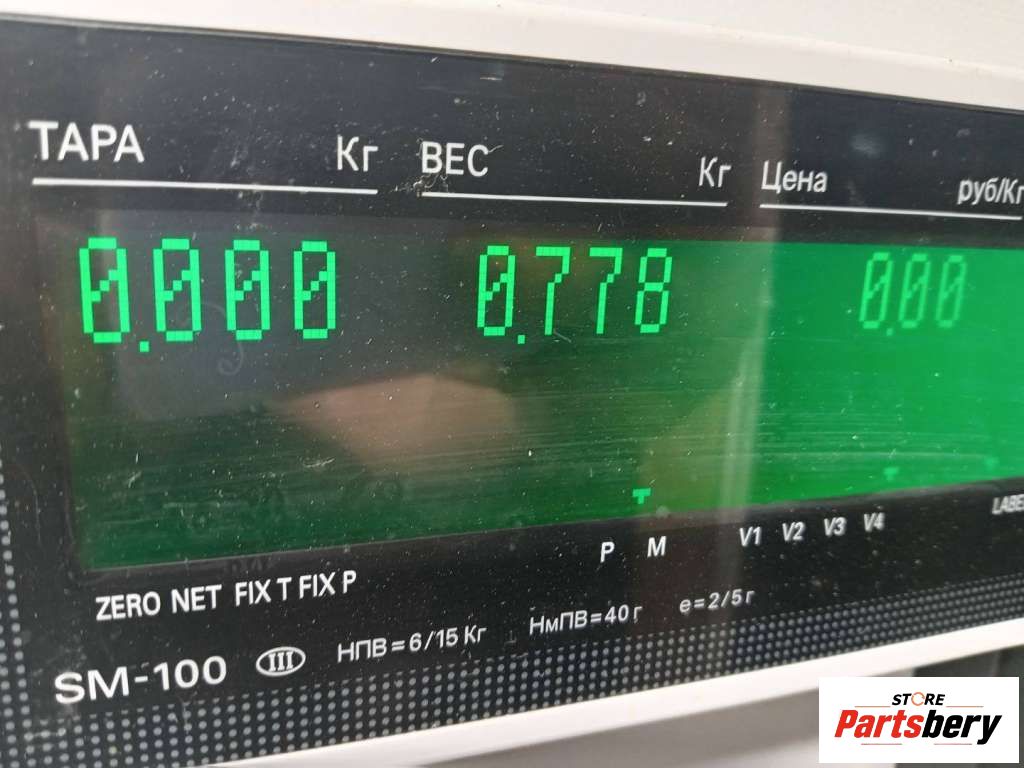 ТАРА Кг ВЕС Кг Цена руб/Кг
0.000 0.778 0.00
P M V1 V2 V3 V4
ZERO NET FIX T FIX P
SM-100 III НПВ=6/15 Кг НмПВ=40 г e=2/5 г
STORE
Partsbery